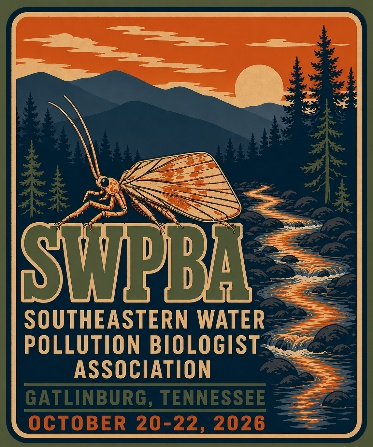 SWPBA
SOUTHEASTERN WATER
POLLUTION BIOLOGIST
ASSOCIATION
GATLINBURG, TENNESSEE
OCTOBER 20-22, 2026